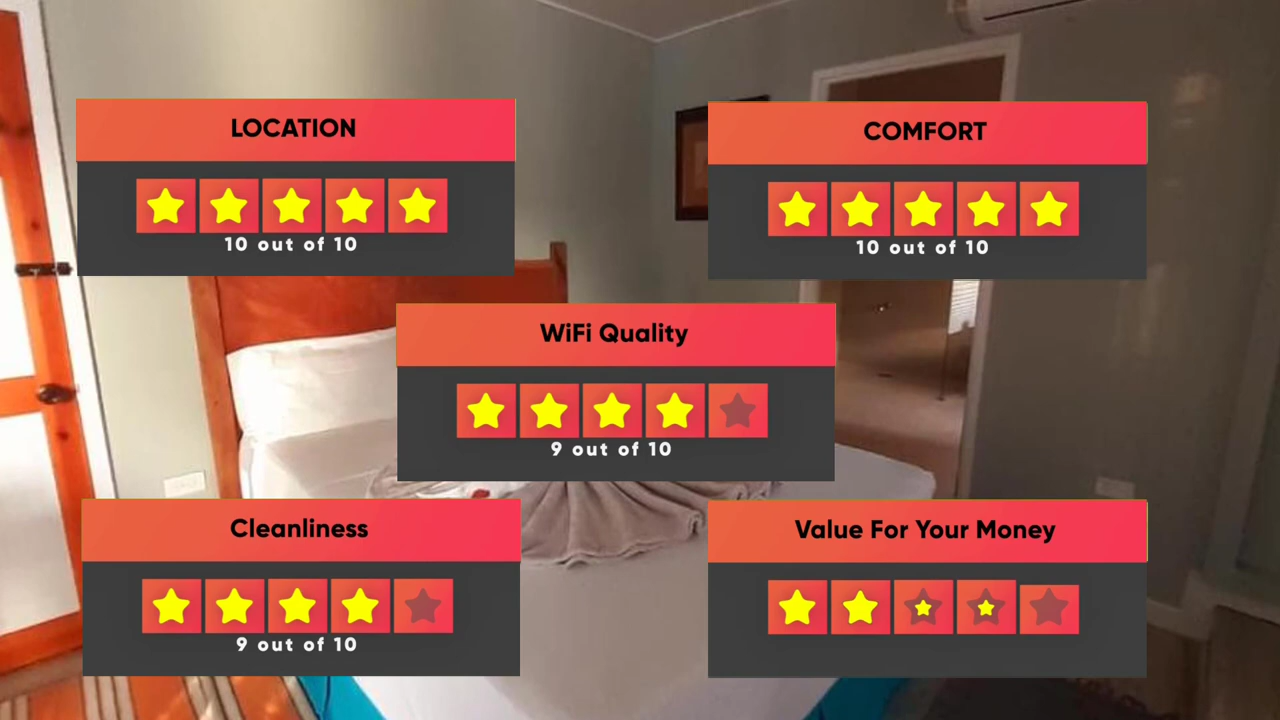 LOCATION
10 out of 10
COMFORT
10 out of 10
WiFi Quality
9 out of 10
Cleanliness
9 out of 10
Value For Your Money